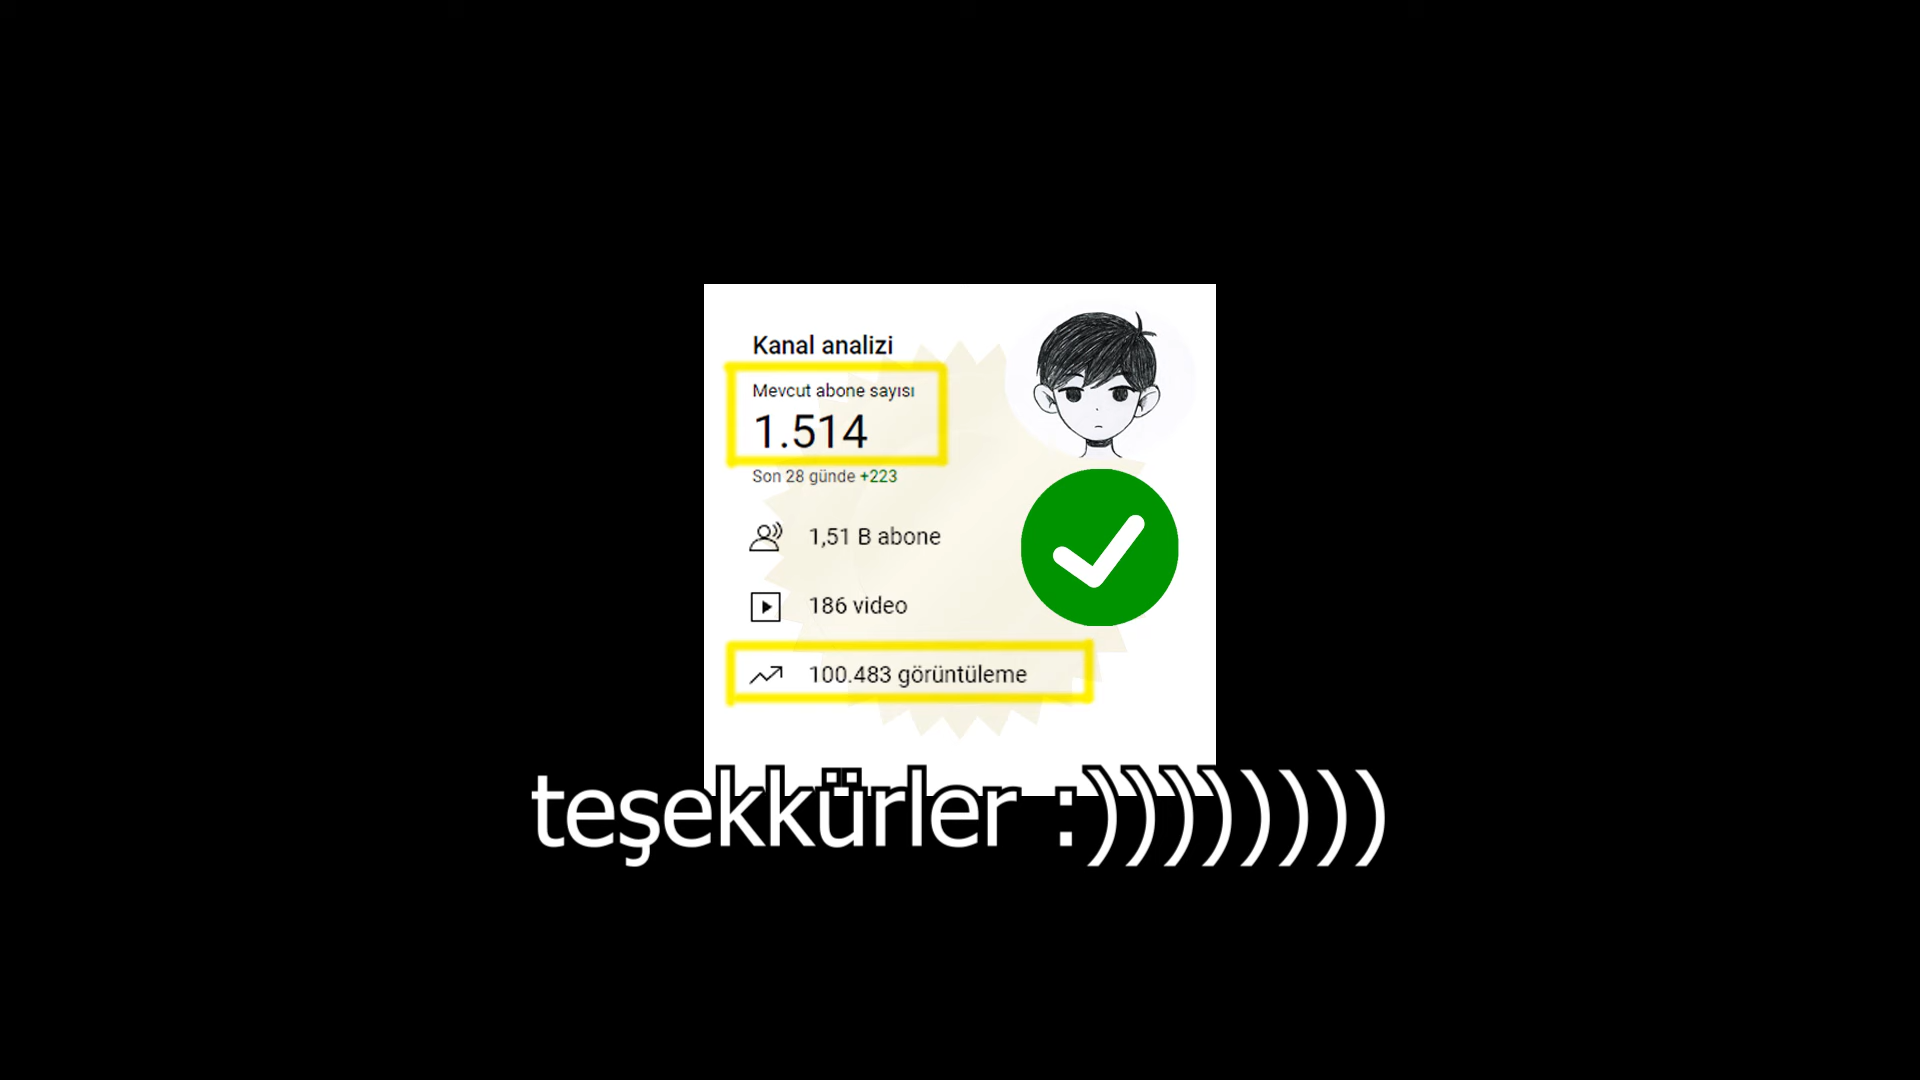 Kanal analizi
Mevcut abone sayısı
1.514
Son 28 günde +223
1,51 B abone
186 video
100.483 görüntüleme
teşekkürler :))))))))